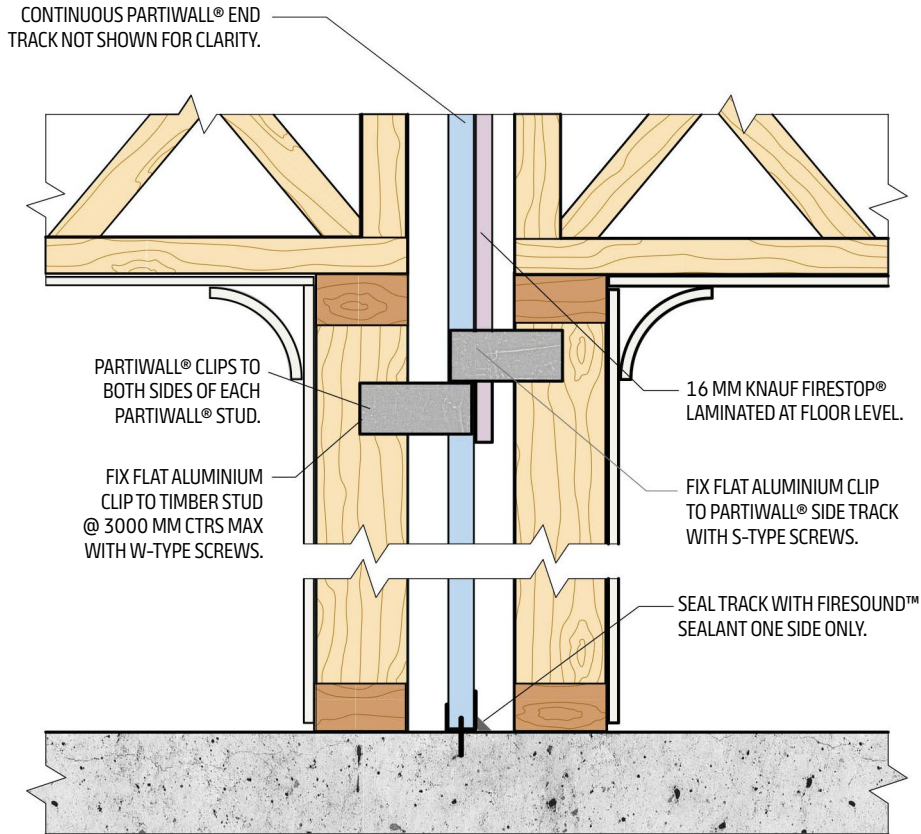 CONTINUOUS PARTIWALL® END
TRACK NOT SHOWN FOR CLARITY.
PARTIWALL® CLIPS TO
BOTH SIDES OF EACH
PARTIWALL® STUD.
FIX FLAT ALUMINIUM
CLIP TO TIMBER STUD
@ 3000 MM CTRS MAX
WITH W-TYPE SCREWS.
16 MM KNAUF FIRESTOP®
LAMINATED AT FLOOR LEVEL.
FIX FLAT ALUMINIUM CLIP
TO PARTIWALL® SIDE TRACK
WITH S-TYPE SCREWS.
SEAL TRACK WITH FIRESOUND™
SEALANT ONE SIDE ONLY.